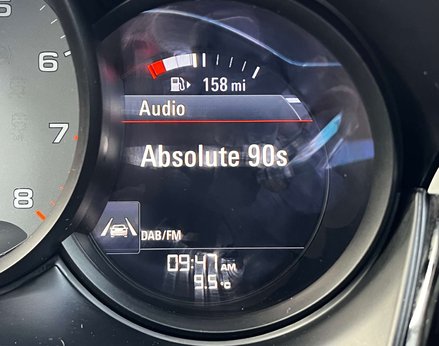 6
158 mi
Audio
7
Absolute 90s
8
DAB/FM
09:47 AM
9.5 °C